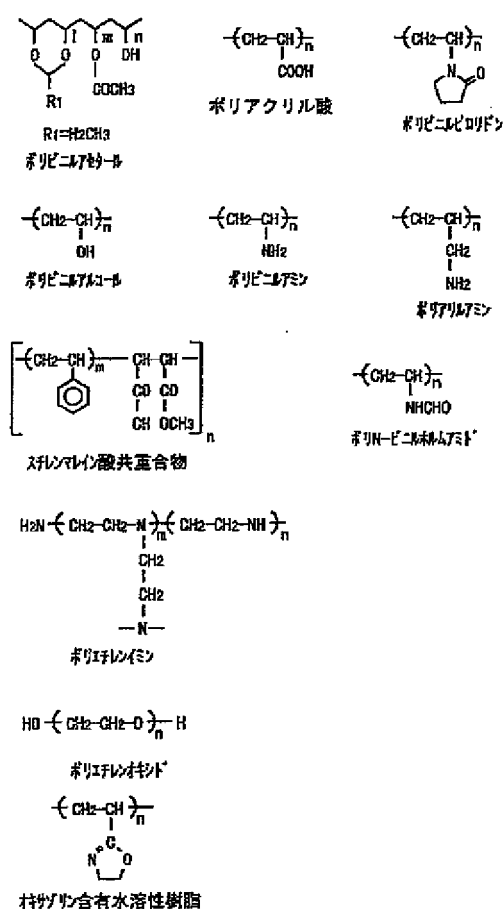 R1
OCOCH3
OH
R1=H2CH3
ポリビニルアセタール
-(CH2-CH)n
COOH
ポリアクリル酸
-(CH2-CH)n
N
O
ポリビニルピロリドン
-(CH2-CH)n
OH
ポリビニルアルコール
-(CH2-CH)n
NH2
ポリビニルアミン
-(CH2-CH)n
CH2
NH2
ポリアリルアミン
[-(CH2-CH)m-CH CH-]n
CO CO
OH OCH3
スチレンマレイン酸共重合物
-(CH2-CH)n
NHCHO
ポリN-ビニルホルムアミド
H2N-(CH2-CH2-N)m(CH2-CH2-NH)n
CH2
CH2
-N-
ポリエチレンイミン
HO-(CH2-CH2-O)n-H
ポリエチレンオキシド
-(CH2-CH)n
C
N O
オキサゾリン含有水溶性樹脂